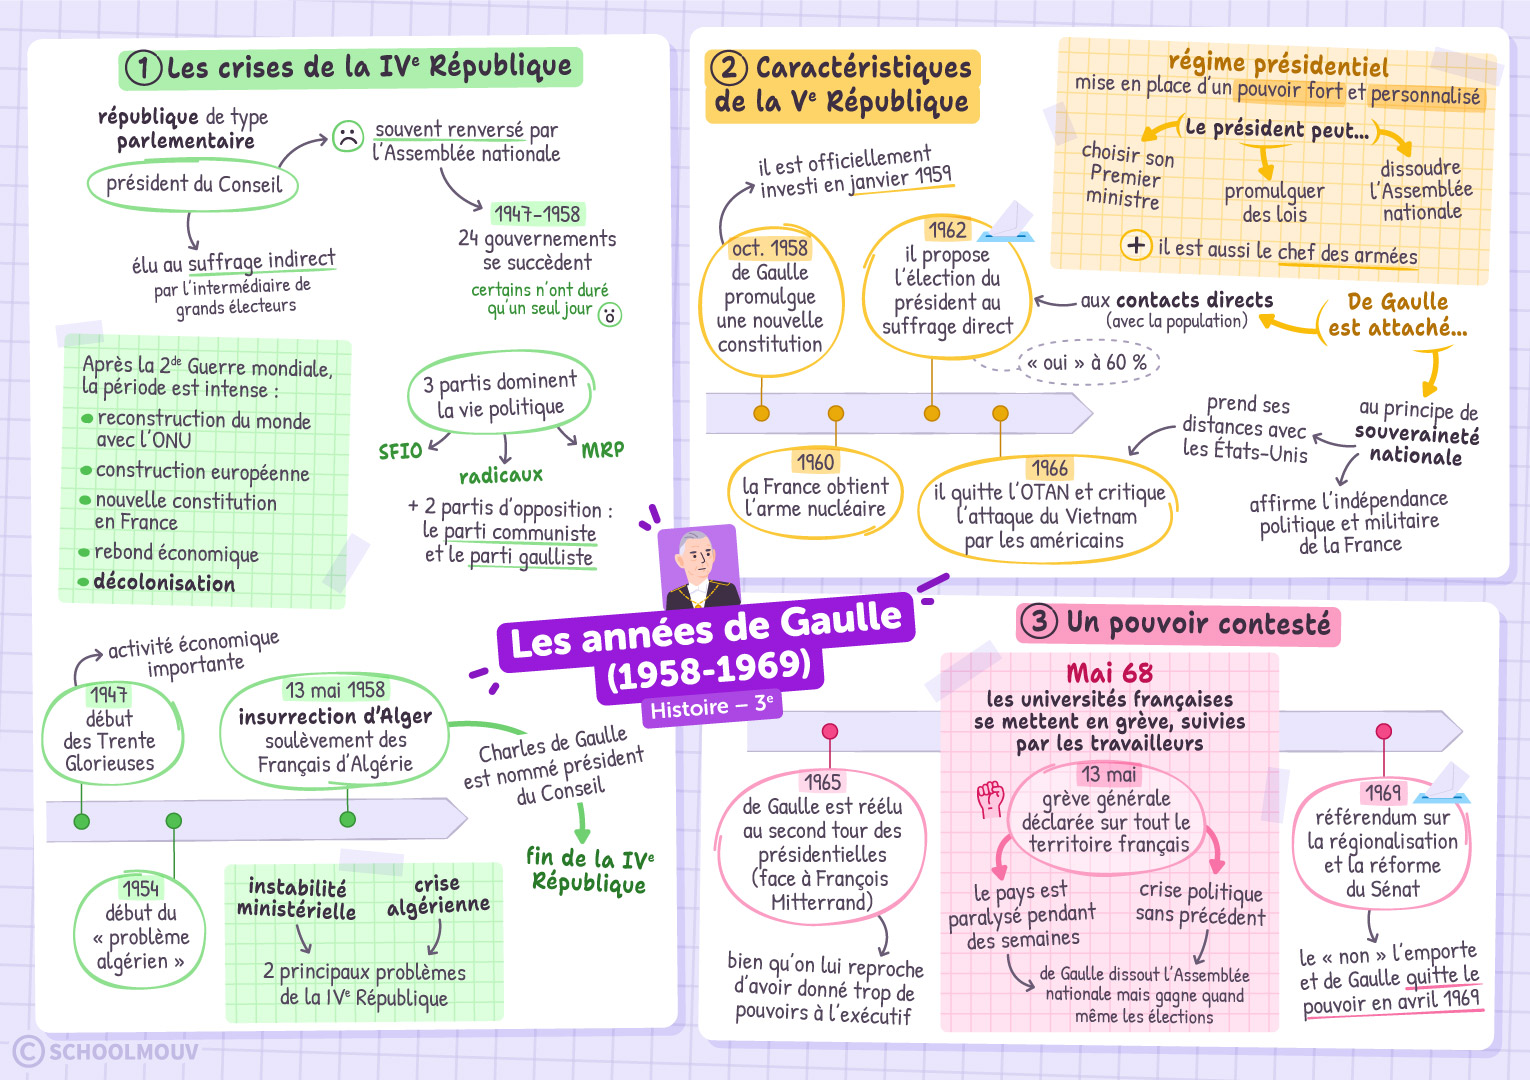 ① Les crises de la IVᵉ République
république de type
parlementaire
président du Conseil
souvent renversé par
l'Assemblée nationale
élu au suffrage indirect
par l'intermédiaire de
grands électeurs
1947-1958
24 gouvernements
se succèdent
certains n'ont duré
qu'un seul jour
Après la 2ᵈᵉ Guerre mondiale,
la période est intense :
reconstruction du monde
avec l'ONU
construction européenne
nouvelle constitution
en France
rebond économique
décolonisation
3 partis dominent
la vie politique
SFIO
radicaux
MRP
+ 2 partis d'opposition :
le parti communiste
et le parti gaulliste
activité économique
importante
1947
début
des Trente
Glorieuses
13 mai 1958
insurrection d'Alger
soulèvement des
Français d'Algérie
Charles de Gaulle
est nommé président
du Conseil
fin de la IVᵉ
République
1954
début du
« problème
algérien »
instabilité
ministérielle
crise
algérienne
2 principaux problèmes
de la IVᵉ République
Les années de Gaulle
(1958-1969)
Histoire – 3ᵉ
② Caractéristiques
de la Vᵉ République
il est officiellement
investi en janvier 1959
oct. 1958
de Gaulle
promulgue
une nouvelle
constitution
1962
il propose
l'élection du
président au
suffrage direct
« oui » à 60 %
régime présidentiel
mise en place d'un pouvoir fort et personnalisé
Le président peut...
choisir son
Premier
ministre
promulguer
des lois
dissoudre
l'Assemblée
nationale
+ il est aussi le chef des armées
De Gaulle
est attaché...
aux contacts directs
(avec la population)
au principe de
souveraineté
nationale
prend ses
distances avec
les États-Unis
affirme l'indépendance
politique et militaire
de la France
1960
la France obtient
l'arme nucléaire
1966
il quitte l'OTAN et critique
l'attaque du Vietnam
par les américains
③ Un pouvoir contesté
1965
de Gaulle est réélu
au second tour des
présidentielles
(face à François
Mitterrand)
bien qu'on lui reproche
d'avoir donné trop de
pouvoirs à l'exécutif
Mai 68
les universités françaises
se mettent en grève, suivies
par les travailleurs
13 mai
grève générale
déclarée sur tout le
territoire français
le pays est
paralysé pendant
des semaines
crise politique
sans précédent
de Gaulle dissout l'Assemblée
nationale mais gagne quand
même les élections
1969
référendum sur
la régionalisation
et la réforme
du Sénat
le « non » l'emporte
et de Gaulle quitte le
pouvoir en avril 1969
© SCHOOLMOUV